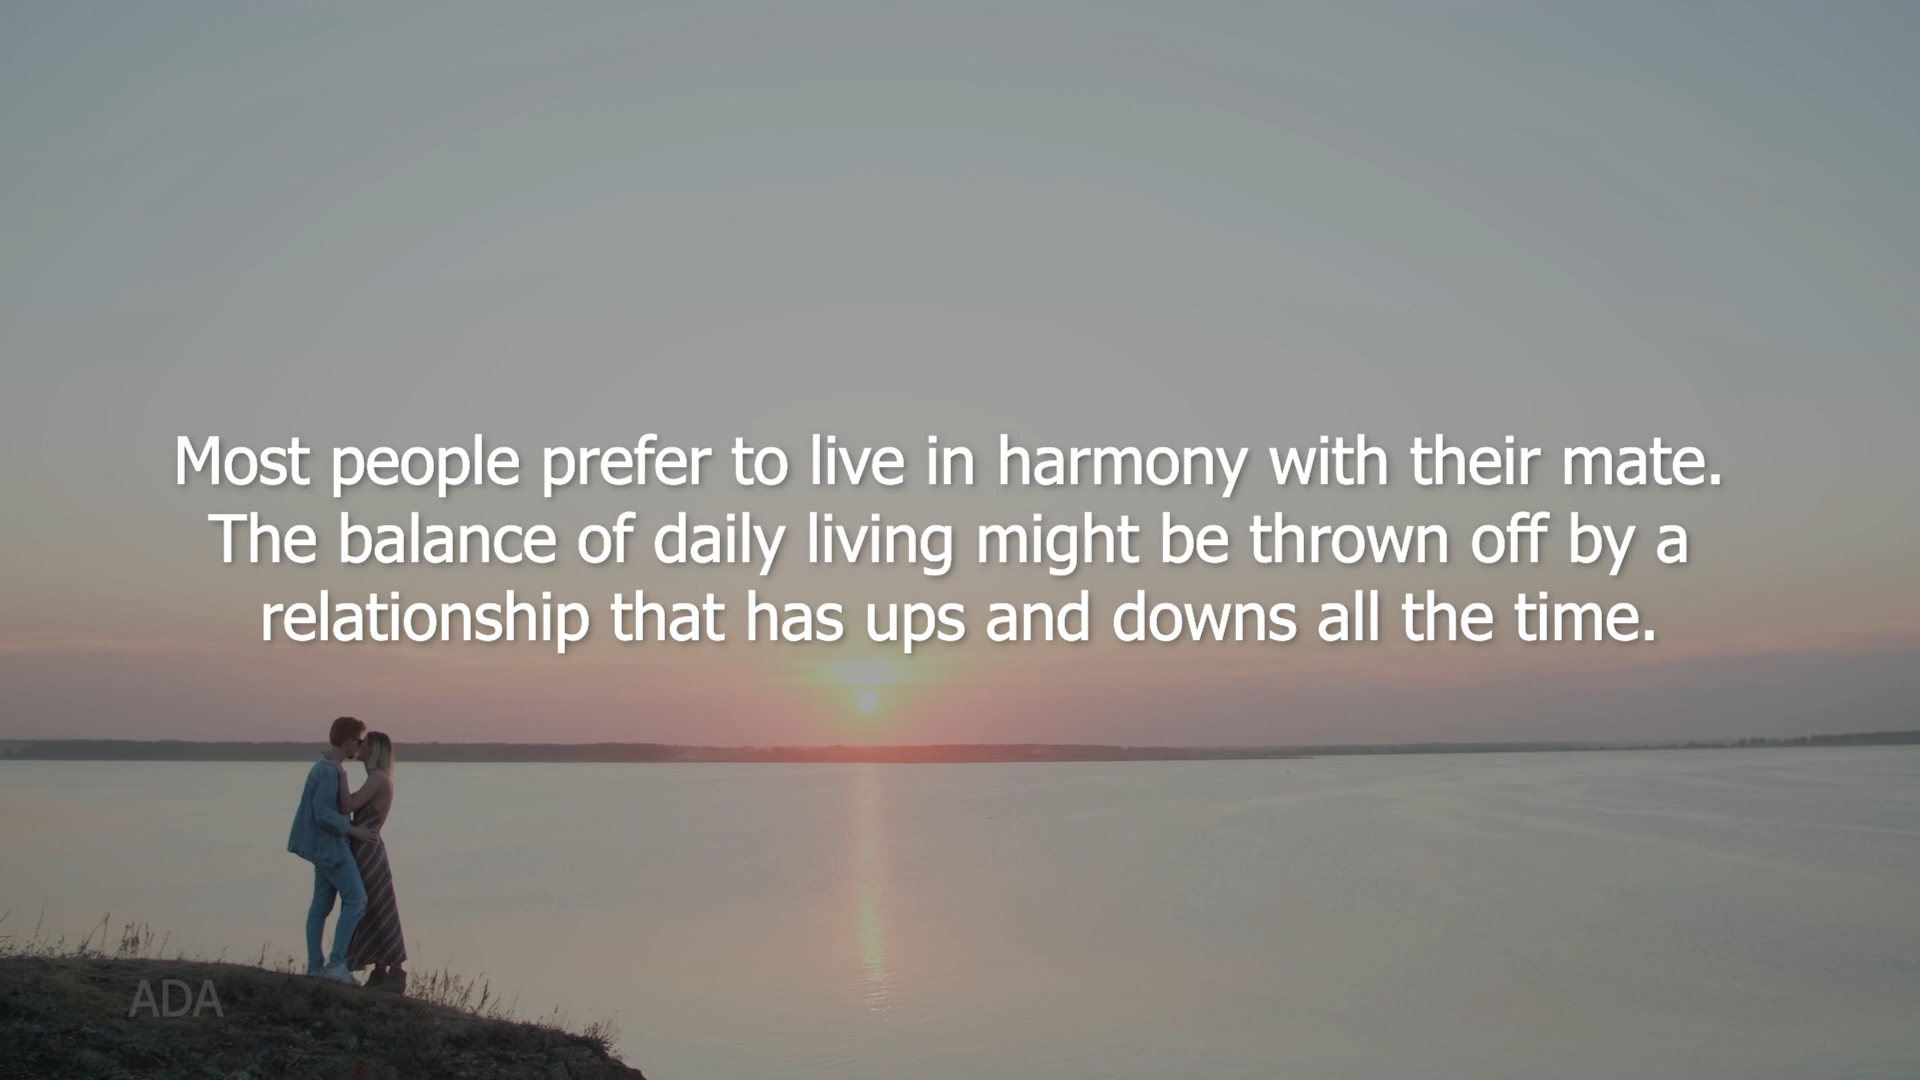 Most people prefer to live in harmony with their mate.
The balance of daily living might be thrown off by a
relationship that has ups and downs all the time.
ADA